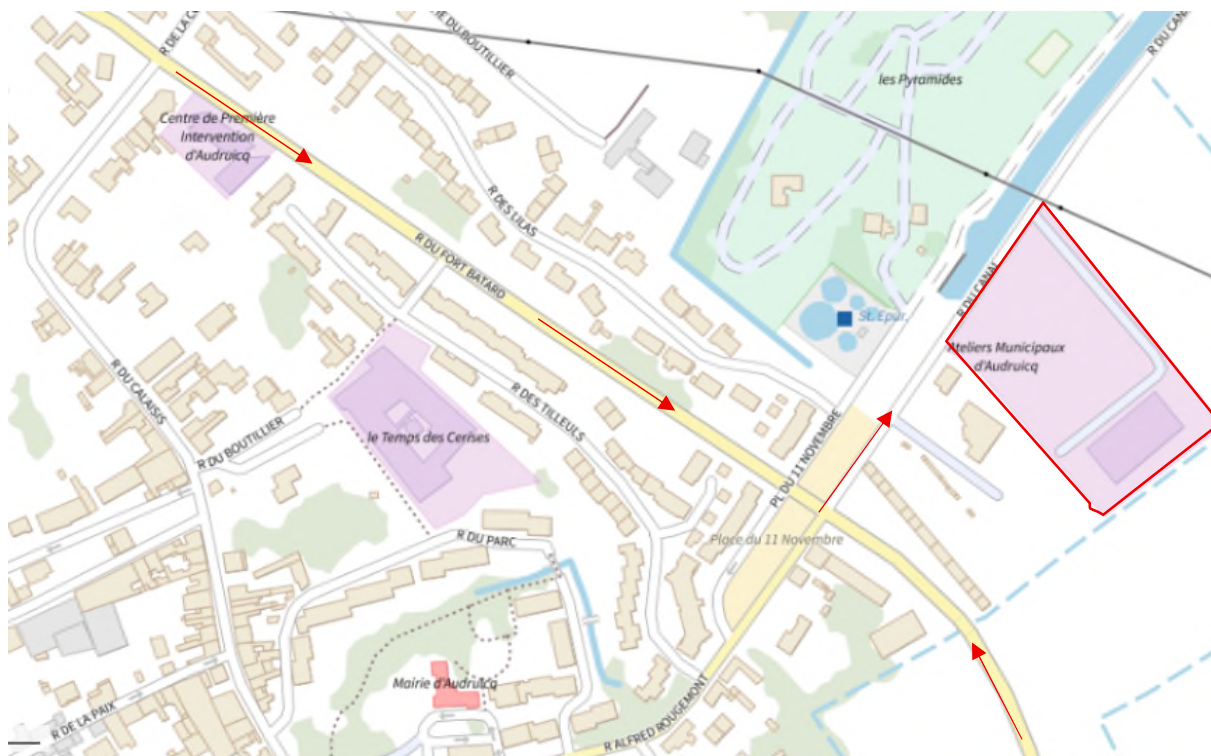 R DE LA CO
E DU BOUTILLIER
R DU CANAL
les Pyramides
Centre de Première
Intervention
d'Audruicq
R DES LILAS
R DU FORT BATARD
St. Epur.
R DU CANAL
Ateliers Municipaux
d'Audruicq
R DU CALAISIS
R DES TILLEULS
le Temps des Cerises
R DU BOUTILLIER
PL DU 11 NOVEMBRE
R DU PARC
Place du 11 Novembre
Mairie d'Audruicq
R DE LA PAIX
R ALFRED ROUGEMONT